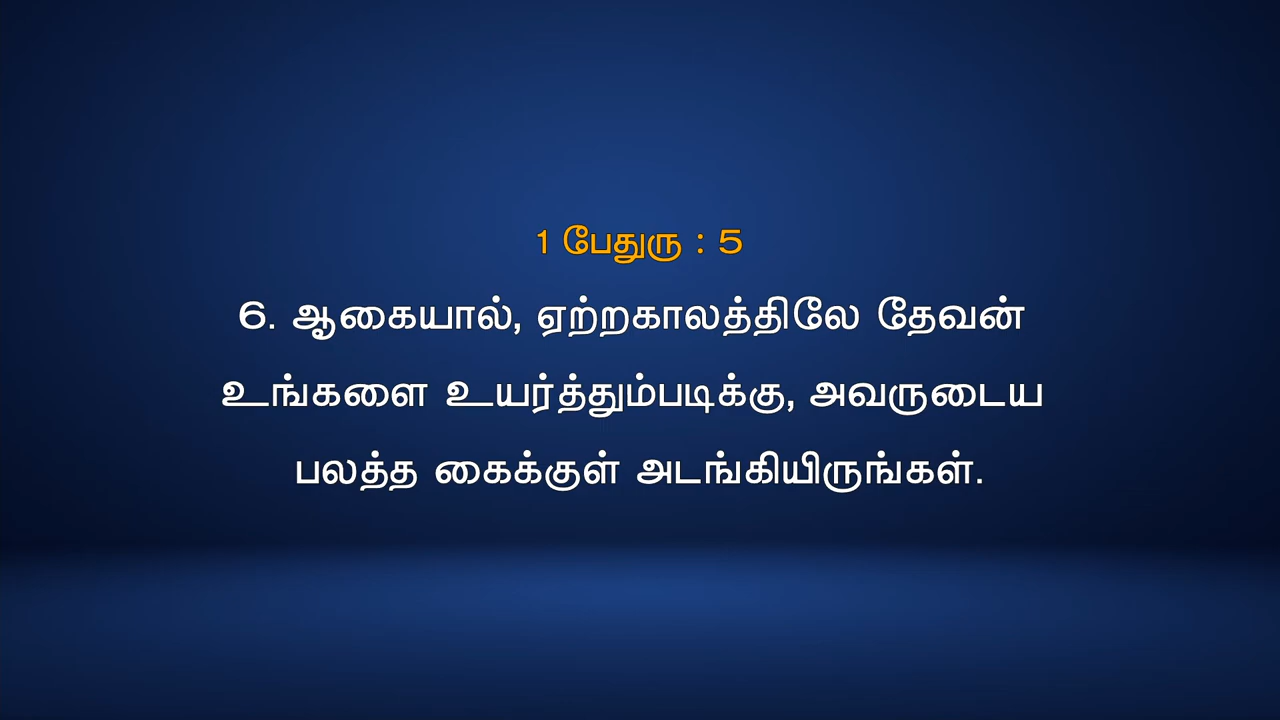 1 பேதுரு : 5
6. ஆகையால், ஏற்றகாலத்திலே தேவன்
உங்களை உயர்த்தும்படிக்கு, அவருடைய
பலத்த கைக்குள் அடங்கியிருங்கள்.